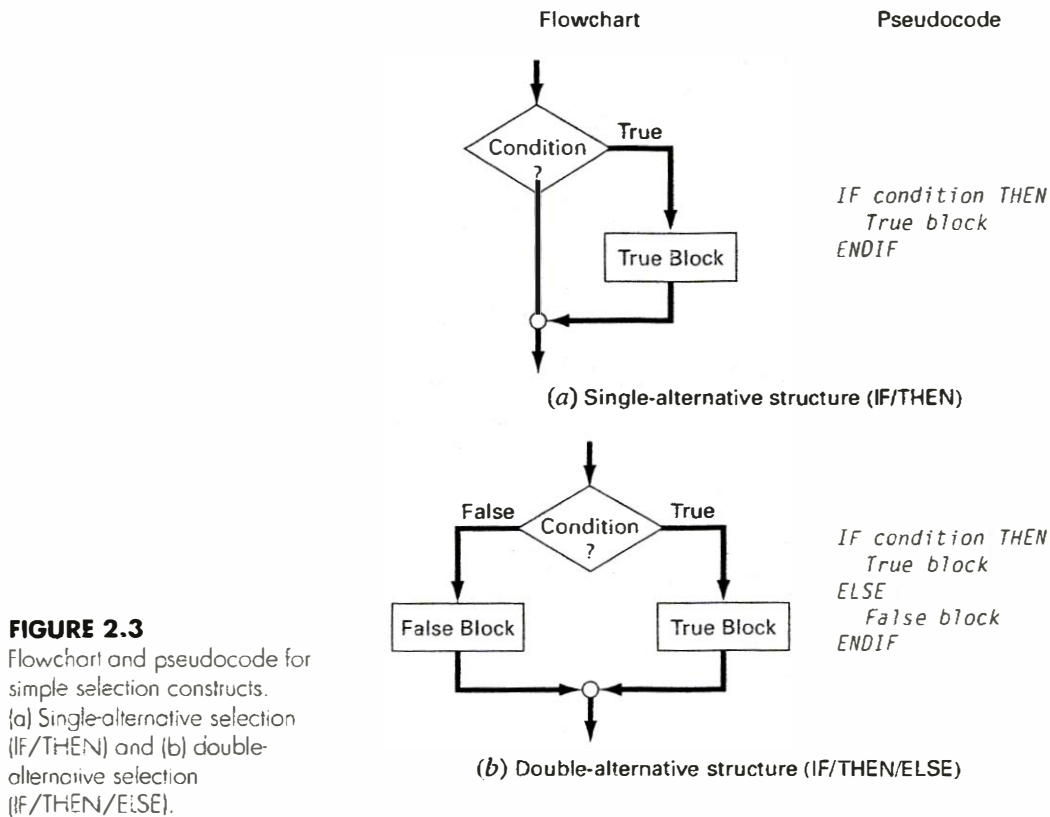 Flowchart
Pseudocode
Condition
?
True
True Block
IF condition THEN
True block
ENDIF
(a) Single-alternative structure (IF/THEN)
False
Condition
?
True
False Block
True Block
IF condition THEN
True block
ELSE
False block
ENDIF
(b) Double-alternative structure (IF/THEN/ELSE)
FIGURE 2.3
Flowchart and pseudocode for
simple selection constructs.
(a) Single-alternative selection
(IF/THEN) and (b) double-
alternative selection
(IF/THEN/ELSE).